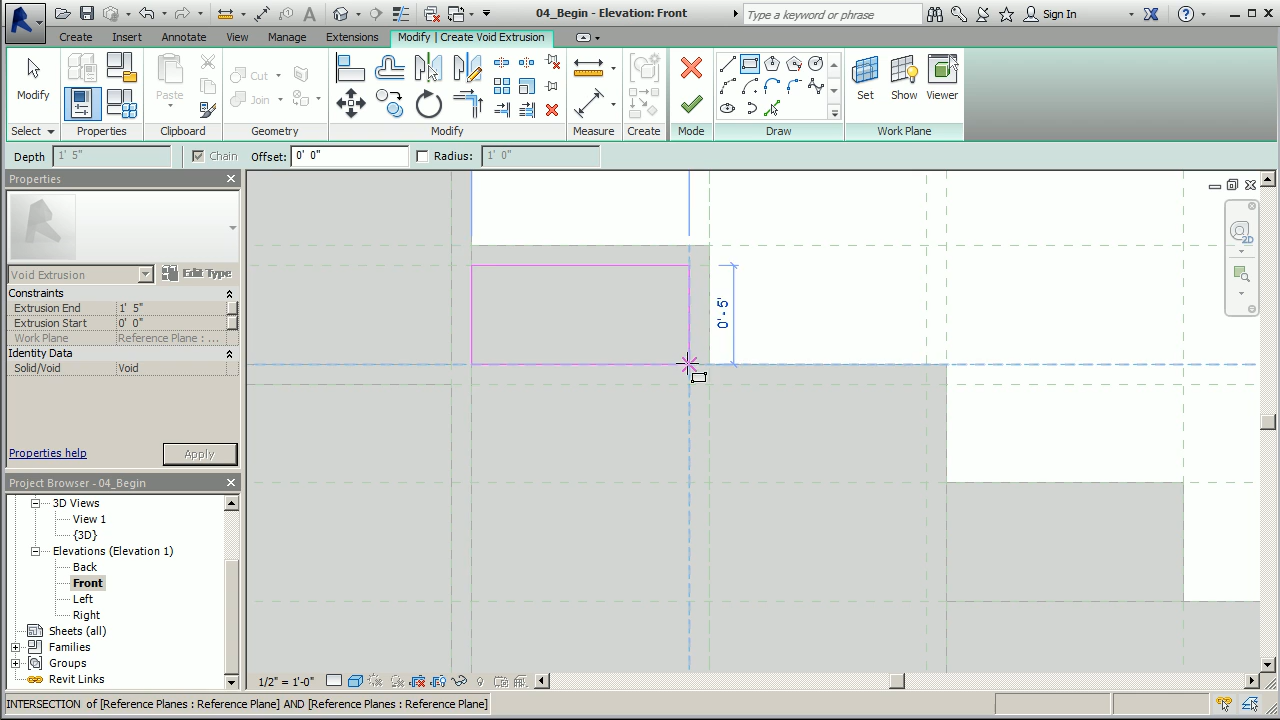 04_Begin - Elevation: Front
Type a keyword or phrase
Sign In
Create Insert Annotate View Manage Extensions Modify | Create Void Extrusion
Modify
Paste
Cut
Join
Set Show Viewer
Select Properties Clipboard Geometry Modify Measure Create Mode Draw Work Plane
Depth 1' 5" Chain Offset: 0' 0" Radius: 1' 0"
Properties
Void Extrusion Edit Type
Constraints
Extrusion End 1' 5"
Extrusion Start 0' 0"
Work Plane Reference Plane : ...
Identity Data
Solid/Void Void
Properties help Apply
Project Browser - 04_Begin
3D Views
View 1
{3D}
Elevations (Elevation 1)
Back
Front
Left
Right
Sheets (all)
Families
Groups
Revit Links
0' - 5"
2D
1/2" = 1'-0"
INTERSECTION of [Reference Planes : Reference Plane] AND [Reference Planes : Reference Plane]